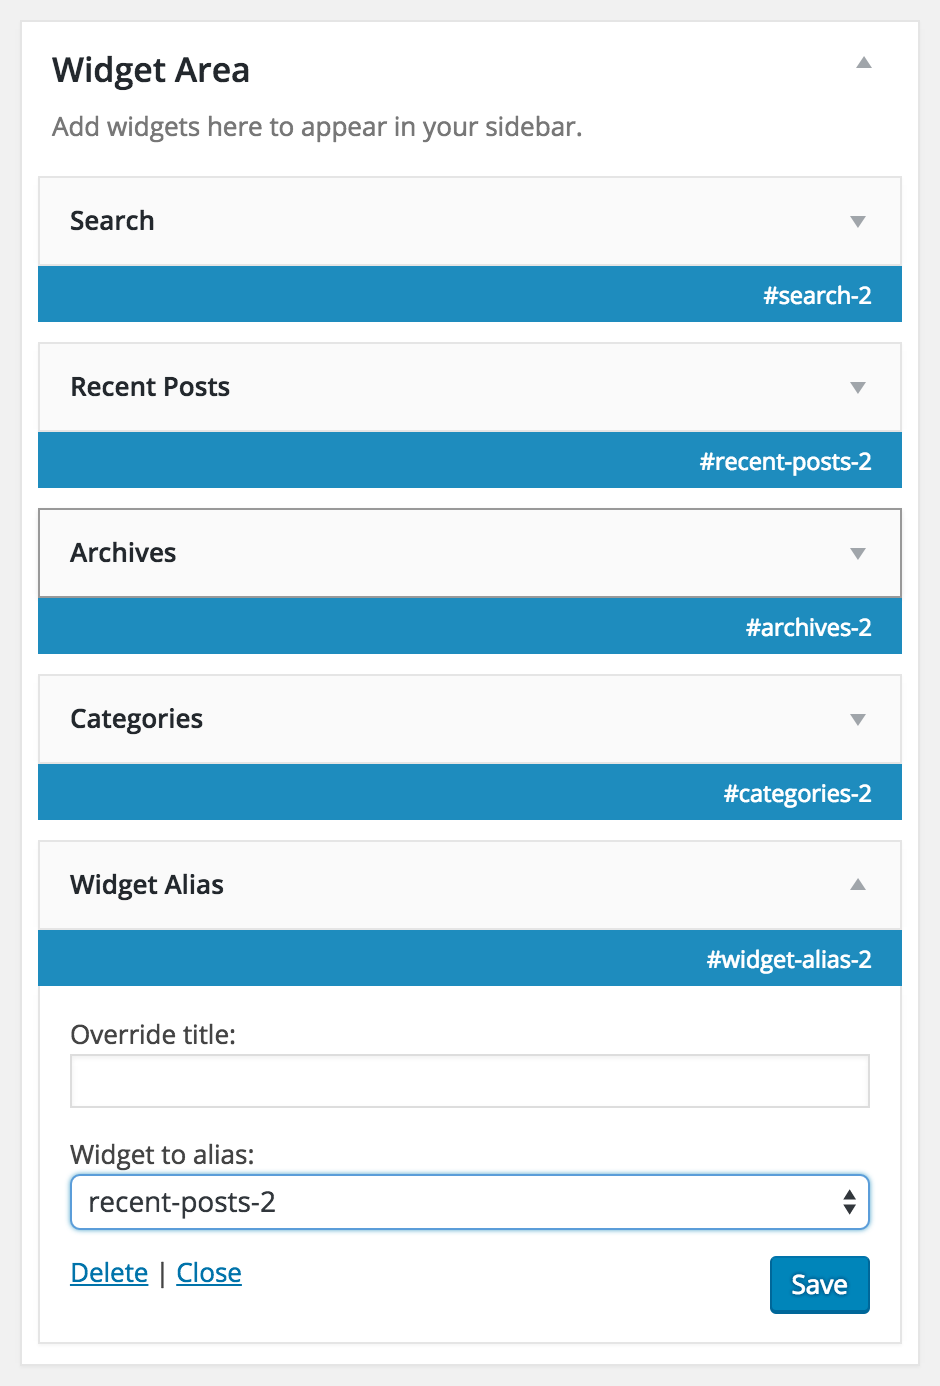 Widget Area
Add widgets here to appear in your sidebar.
Search
#search-2
Recent Posts
#recent-posts-2
Archives
#archives-2
Categories
#categories-2
Widget Alias
#widget-alias-2
Override title:
Widget to alias:
recent-posts-2
Delete | Close
Save